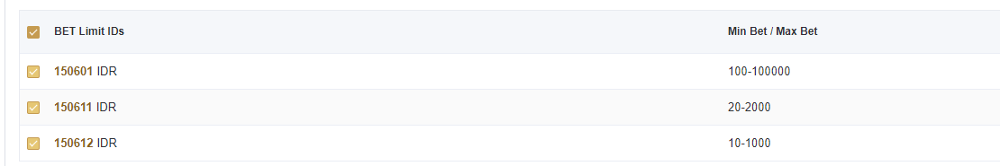 BET Limit IDs Min Bet / Max Bet
150601 IDR 100-100000
150611 IDR 20-2000
150612 IDR 10-1000